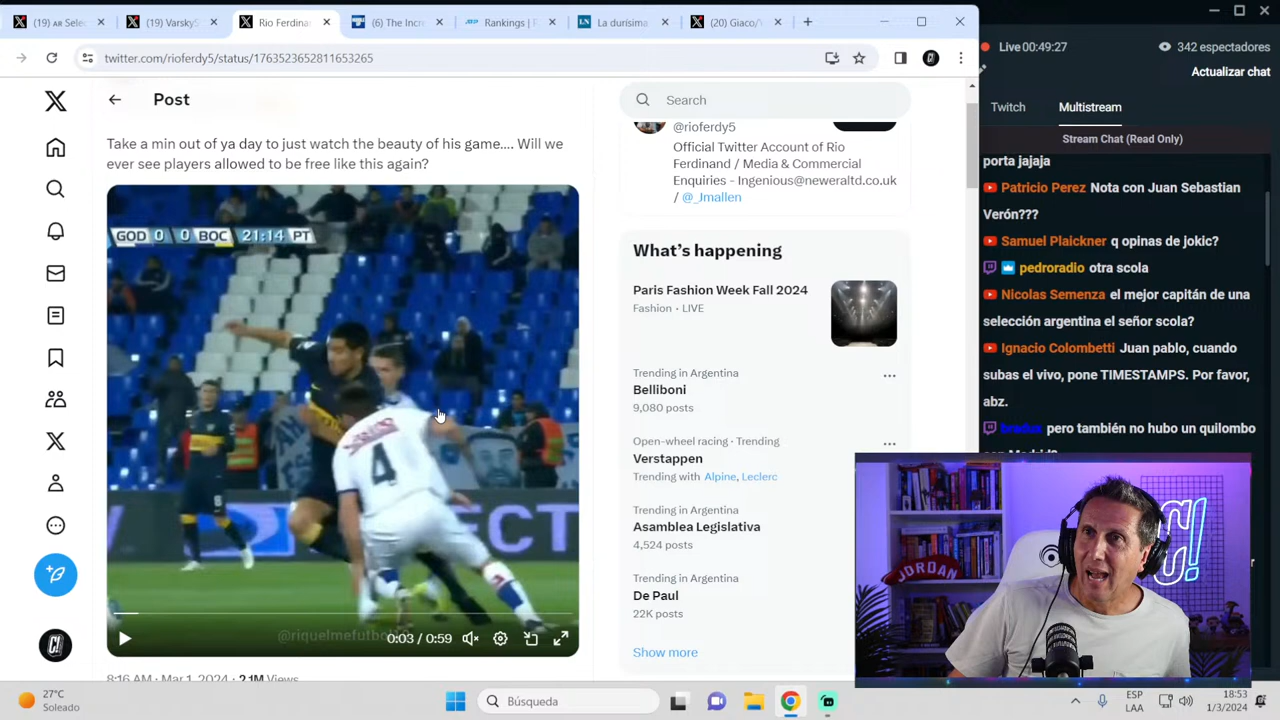 (19) AR Selec
(19) VarskyS
Rio Ferdina
(6) The Incr
Rankings |
La durísima
(20) Giaco/
twitter.com/rioferdy5/status/1763523652811653265
Post
Take a min out of ya day to just watch the beauty of his game.... Will we
ever see players allowed to be free like this again?
GOD 0 0 BOC 21:14 PT
4
@riquelmefutbol
0:03 / 0:59
2.1M Views
Search
@rioferdy5
Official Twitter Account of Rio
Ferdinand / Media & Commercial
Enquiries - Ingenious@neweraltd.co.uk
/ @_Jmallen
What’s happening
Paris Fashion Week Fall 2024
Fashion · LIVE
Trending in Argentina
Belliboni
9,080 posts
Open-wheel racing · Trending
Verstappen
Trending with Alpine, Leclerc
Trending in Argentina
Asamblea Legislativa
4,524 posts
Trending in Argentina
De Paul
22K posts
Show more
Live 00:49:27
342 espectadores
Actualizar chat
Twitch
Multistream
Stream Chat (Read Only)
porta jajaja
Patricio Perez Nota con Juan Sebastian
Verón???
Samuel Plaickner q opinas de jokic?
pedroradio otra scola
Nicolas Semenza el mejor capitán de una
selección argentina el señor scola?
Ignacio Colombetti Juan pablo, cuando
subas el vivo, pone TIMESTAMPS. Por favor,
abz.
pero también no hubo un quilombo
con Madrid?
JORDAN
27°C
Soleado
Búsqueda
ESP
LAA
18:53
1/3/2024